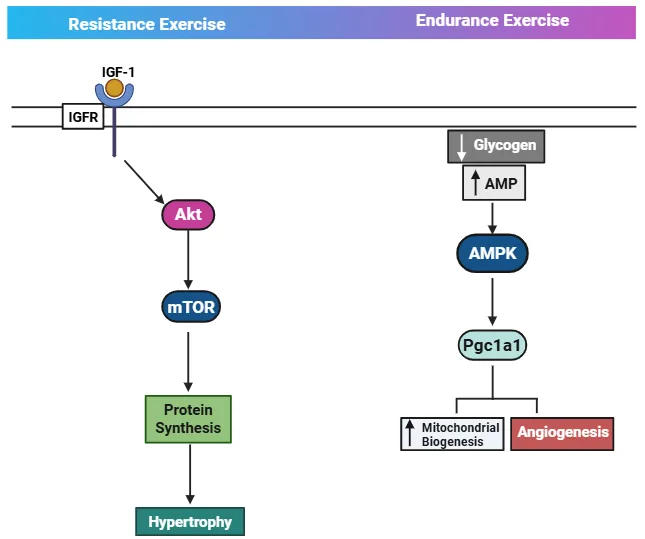 Resistance Exercise
Endurance Exercise
IGF-1
IGFR
Glycogen
AMP
Akt
AMPK
mTOR
Pgc1a1
Protein
Synthesis
Mitochondrial
Biogenesis
Angiogenesis
Hypertrophy